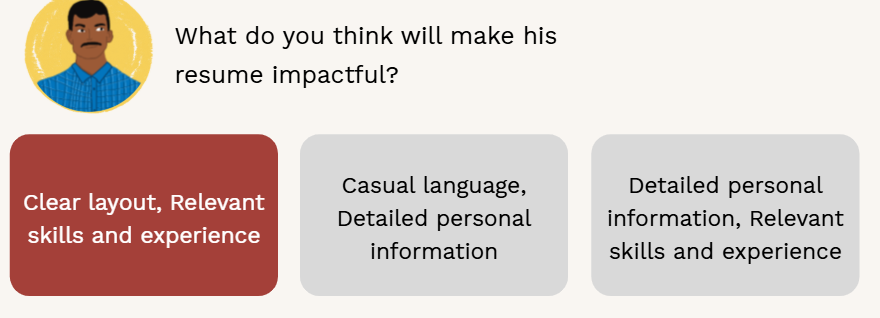 What do you think will make his
resume impactful?
Clear layout, Relevant
skills and experience
Casual language,
Detailed personal
information
Detailed personal
information, Relevant
skills and experience